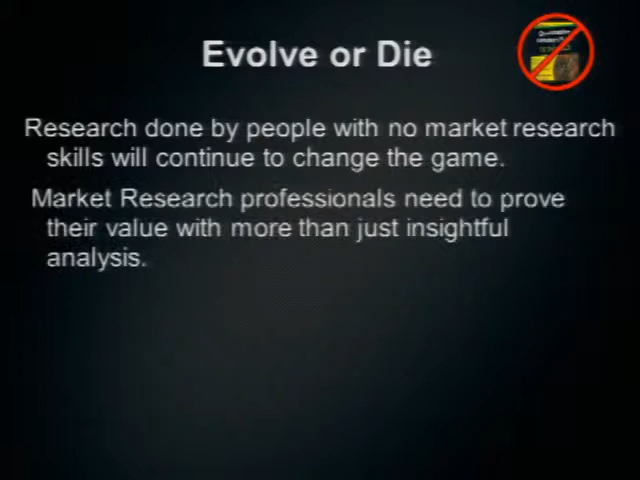 Evolve or Die
Research done by people with no market research
skills will continue to change the game.
Market Research professionals need to prove
their value with more than just insightful
analysis.